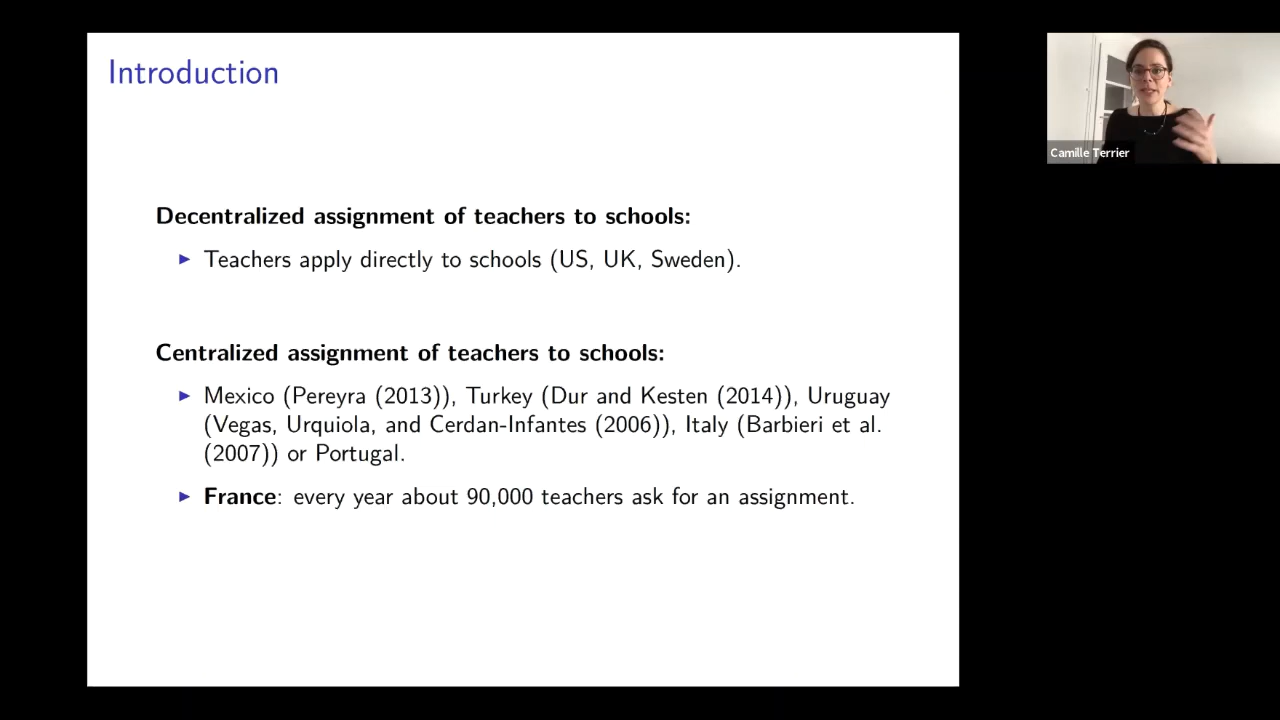 Introduction
Decentralized assignment of teachers to schools:
▶ Teachers apply directly to schools (US, UK, Sweden).
Centralized assignment of teachers to schools:
▶ Mexico (Pereyra (2013)), Turkey (Dur and Kesten (2014)), Uruguay
(Vegas, Urquiola, and Cerdan-Infantes (2006)), Italy (Barbieri et al.
(2007)) or Portugal.
▶ France: every year about 90,000 teachers ask for an assignment.
Camille Terrier